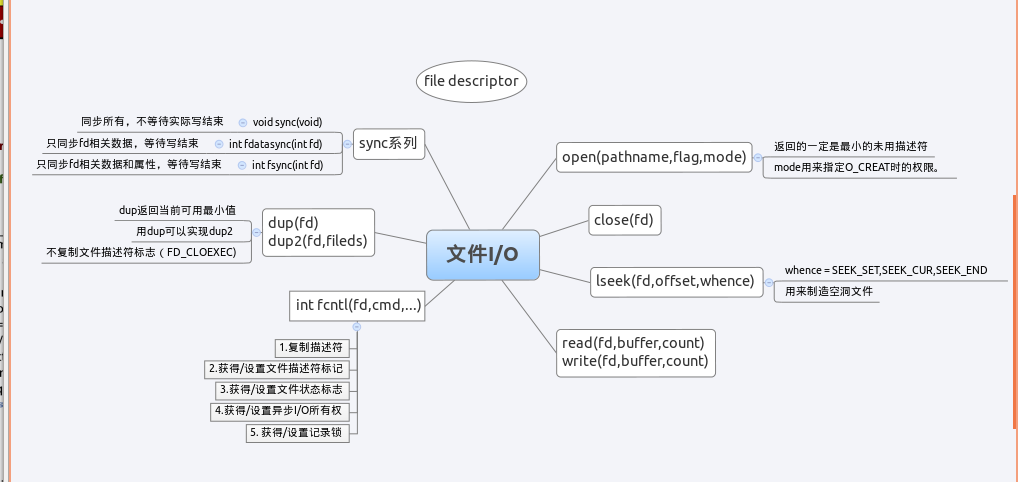 file descriptor
同步所有，不等待实际写结束
void sync(void)
只同步fd相关数据，等待写结束
int fdatasync(int fd)
只同步fd相关数据和属性，等待写结束
int fsync(int fd)
sync系列
open(pathname,flag,mode)
返回的一定是最小的未用描述符
mode用来指定O_CREAT时的权限。
dup返回当前可用最小值
用dup可以实现dup2
不复制文件描述符标志（FD_CLOEXEC)
dup(fd)
dup2(fd,fileds)
close(fd)
文件I/O
lseek(fd,offset,whence)
whence = SEEK_SET,SEEK_CUR,SEEK_END
用来制造空洞文件
int fcntl(fd,cmd,...)
1.复制描述符
2.获得/设置文件描述符标记
3.获得/设置文件状态标志
4.获得/设置异步I/O所有权
5. 获得/设置记录锁
read(fd,buffer,count)
write(fd,buffer,count)